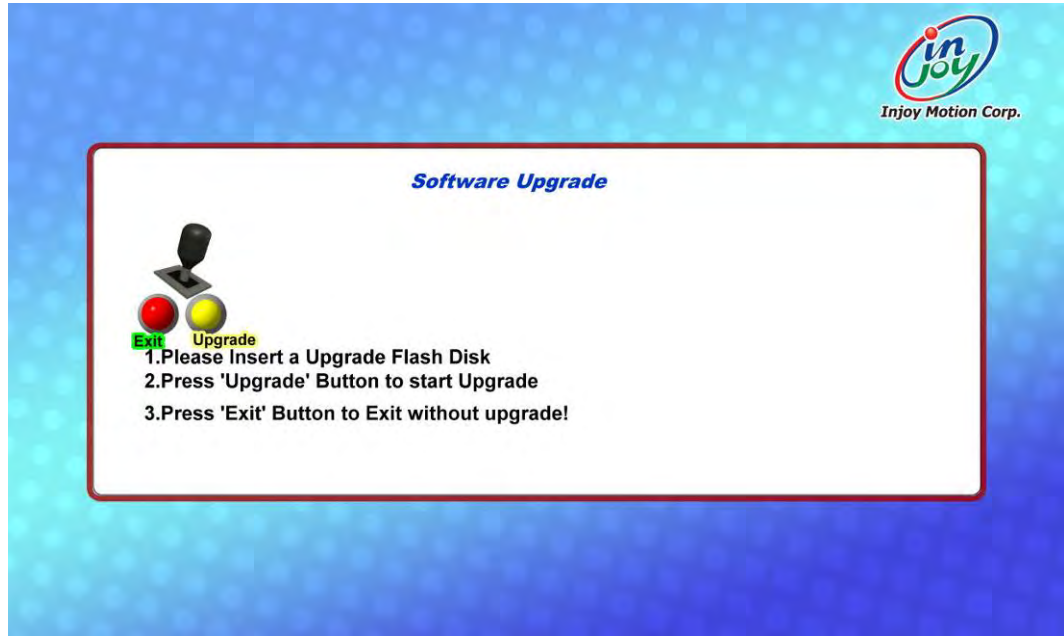 in
joy
Injoy Motion Corp.
Software Upgrade
Exit Upgrade
1.Please Insert a Upgrade Flash Disk
2.Press 'Upgrade' Button to start Upgrade
3.Press 'Exit' Button to Exit without upgrade!